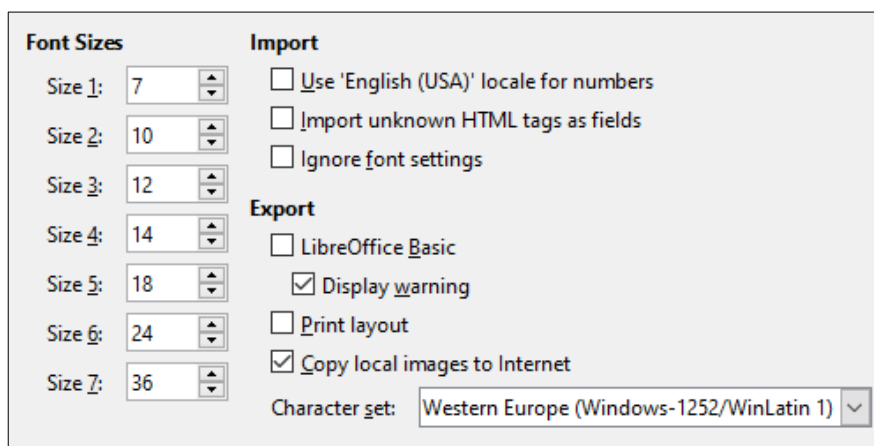 Font Sizes
Size 1: 7
Size 2: 10
Size 3: 12
Size 4: 14
Size 5: 18
Size 6: 24
Size 7: 36
Import
Use 'English (USA)' locale for numbers
Import unknown HTML tags as fields
Ignore font settings
Export
LibreOffice Basic
Display warning
Print layout
Copy local images to Internet
Character set: Western Europe (Windows-1252/WinLatin 1)